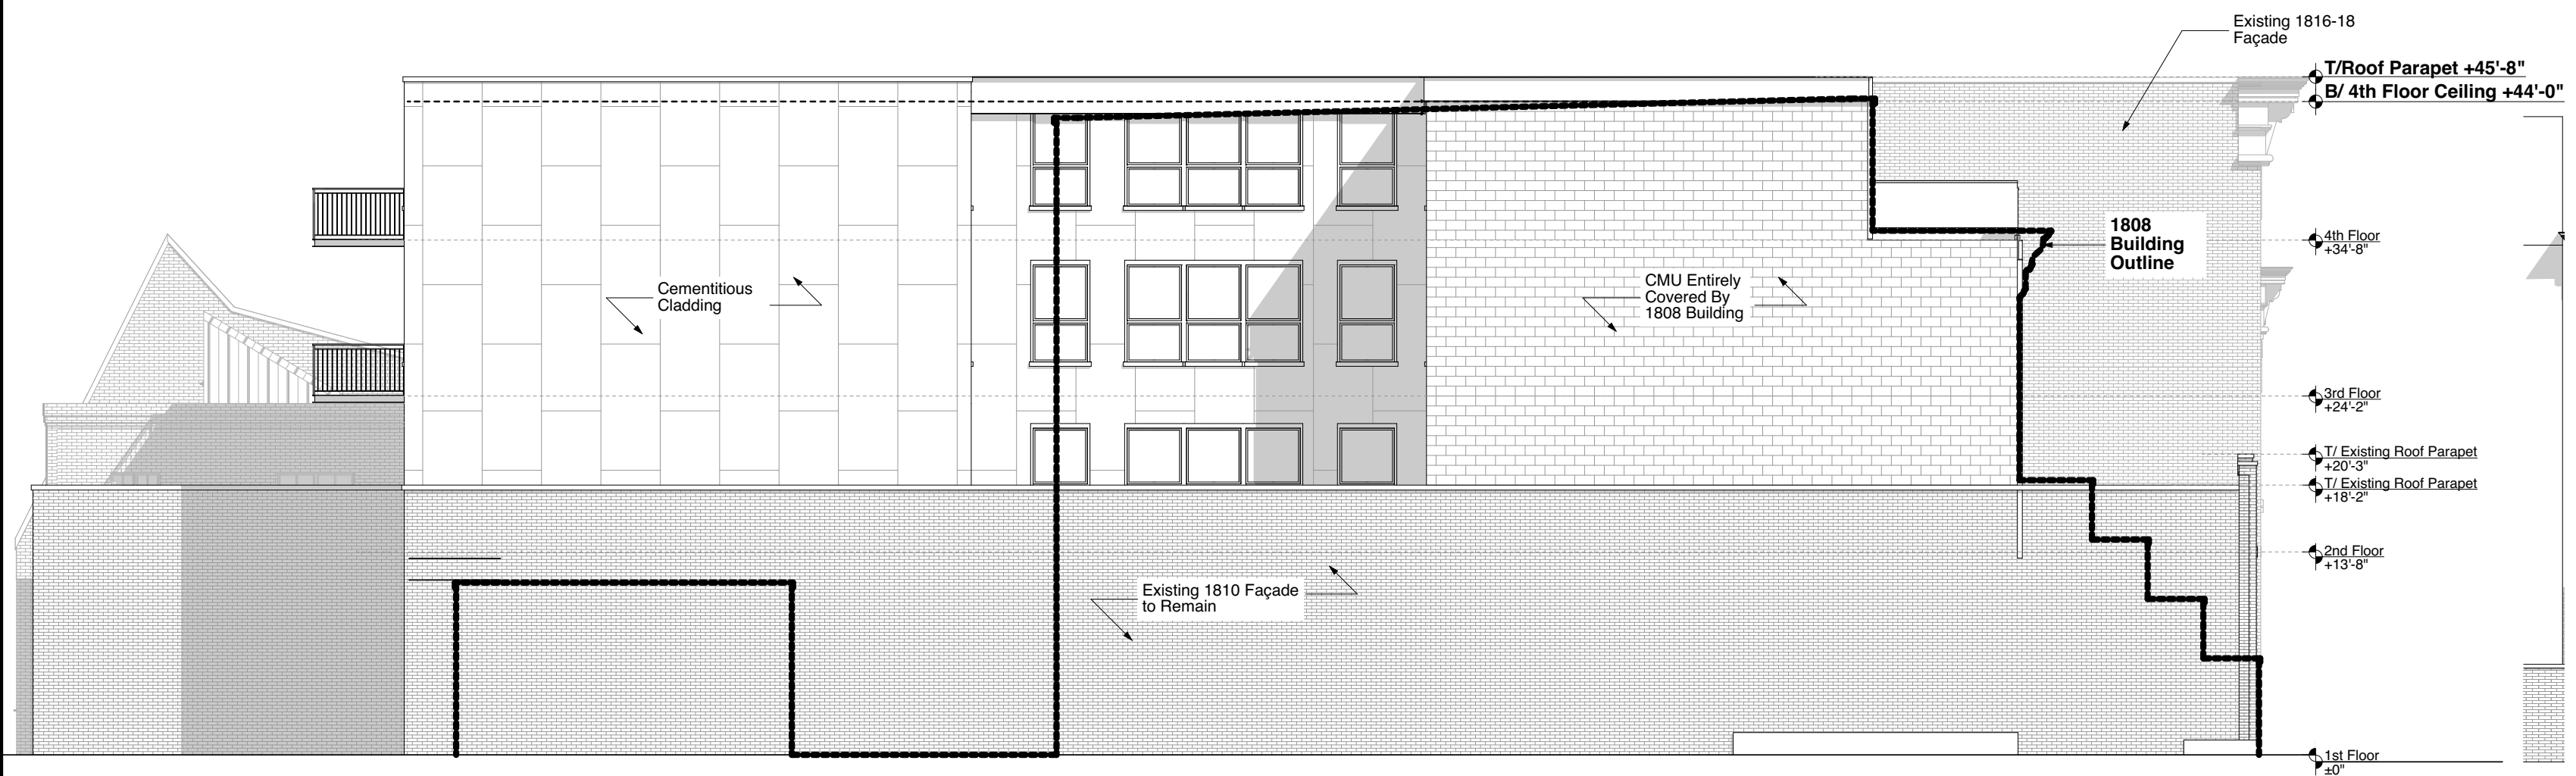 Existing 1816-18
Façade
T/Roof Parapet +45'-8"
B/ 4th Floor Ceiling +44'-0"
1808
Building
Outline
4th Floor
+34'-8"
Cementitious
Cladding
CMU Entirely
Covered By
1808 Building
3rd Floor
+24'-2"
T/ Existing Roof Parapet
+20'-3"
T/ Existing Roof Parapet
+18'-2"
2nd Floor
+13'-8"
Existing 1810 Façade
to Remain
1st Floor
±0"